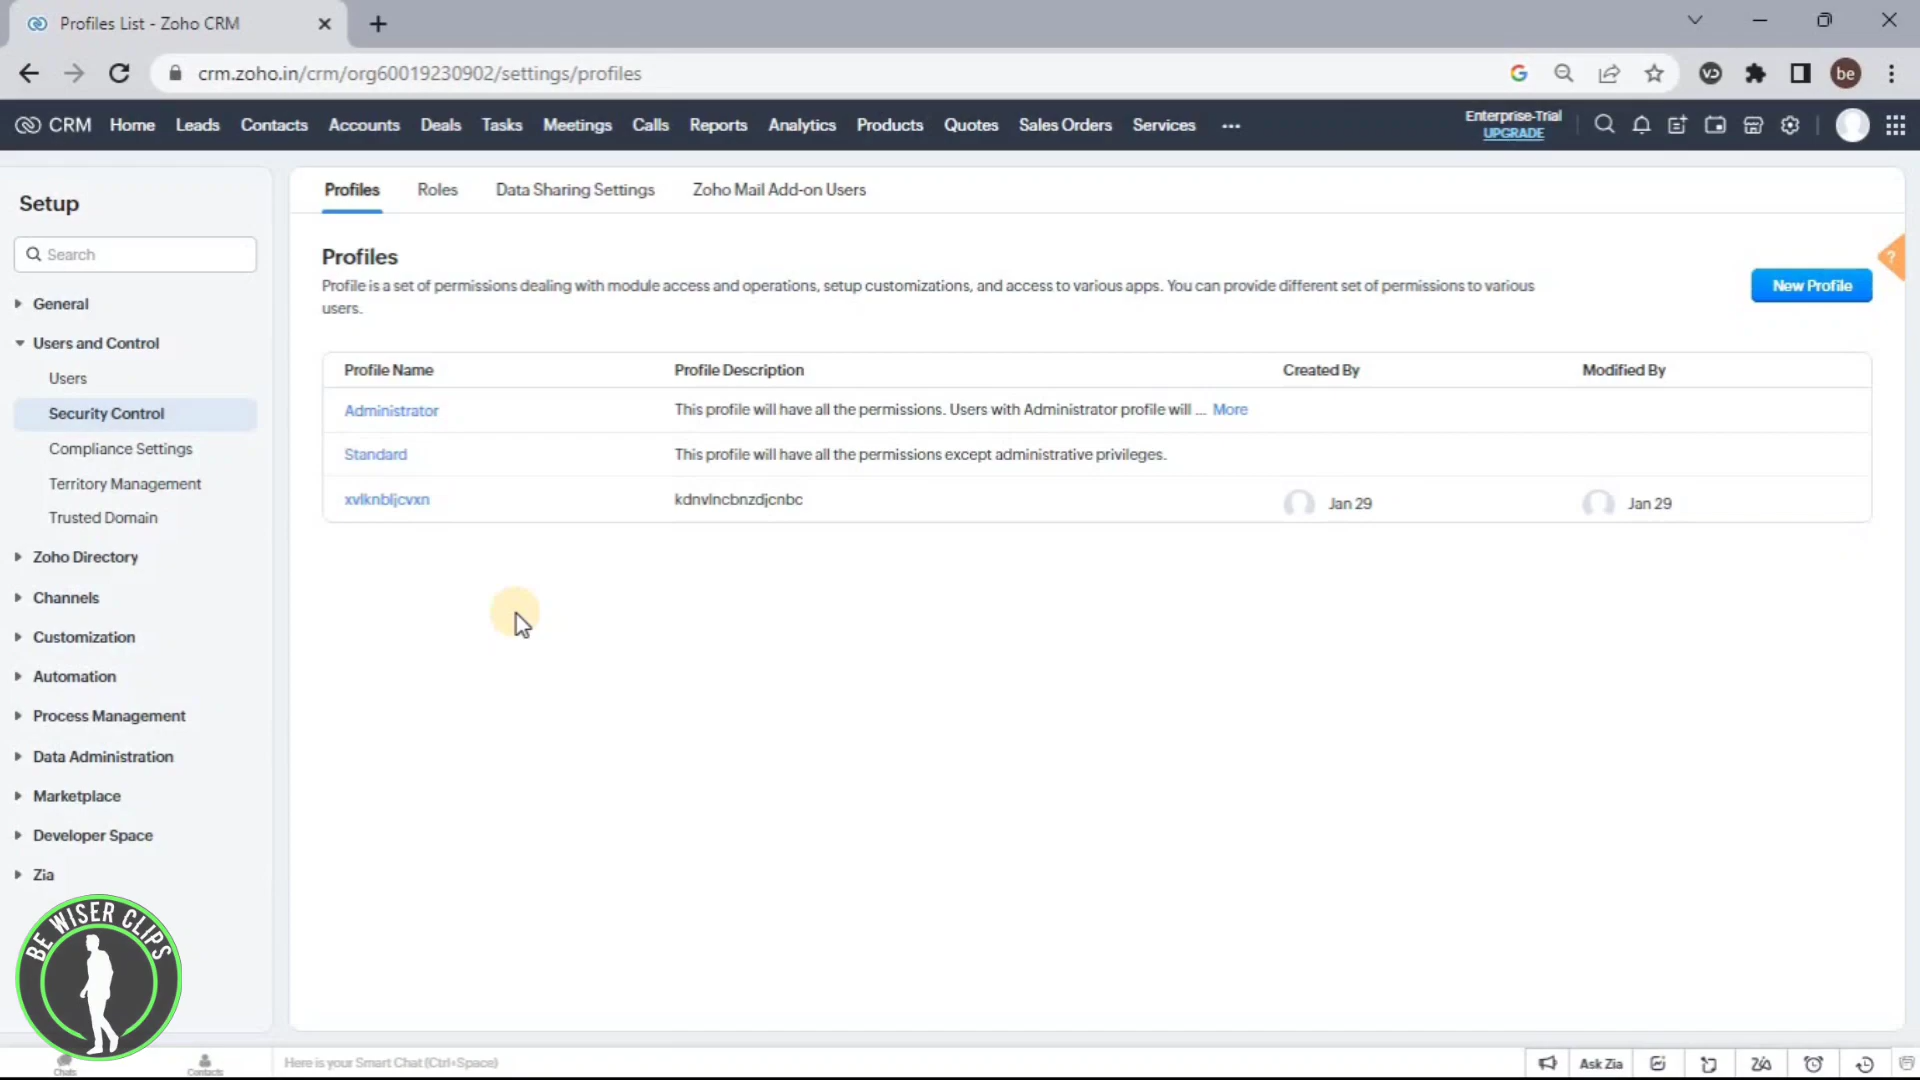 Profiles List - Zoho CRM
crm.zoho.in/crm/org60019230902/settings/profiles
be
CRM Home Leads Contacts Accounts Deals Tasks Meetings Calls Reports Analytics Products Quotes Sales Orders Services ...
Enterprise-Trial
UPGRADE
Setup
Search
General
Users and Control
Users
Security Control
Compliance Settings
Territory Management
Trusted Domain
Zoho Directory
Channels
Customization
Automation
Process Management
Data Administration
Marketplace
Developer Space
Zia
Profiles Roles Data Sharing Settings Zoho Mail Add-on Users
Profiles
Profile is a set of permissions dealing with module access and operations, setup customizations, and access to various apps. You can provide different set of permissions to various
users.
New Profile
?
Profile Name Profile Description Created By Modified By
Administrator This profile will have all the permissions. Users with Administrator profile will ... More
Standard This profile will have all the permissions except administrative privileges.
xvlknbljcvxn kdnvlncbnzdjcnbc Jan 29 Jan 29
BE WISER CLIPS
Chats Contacts Here is your Smart Chat (Ctrl+Space) Ask Zia